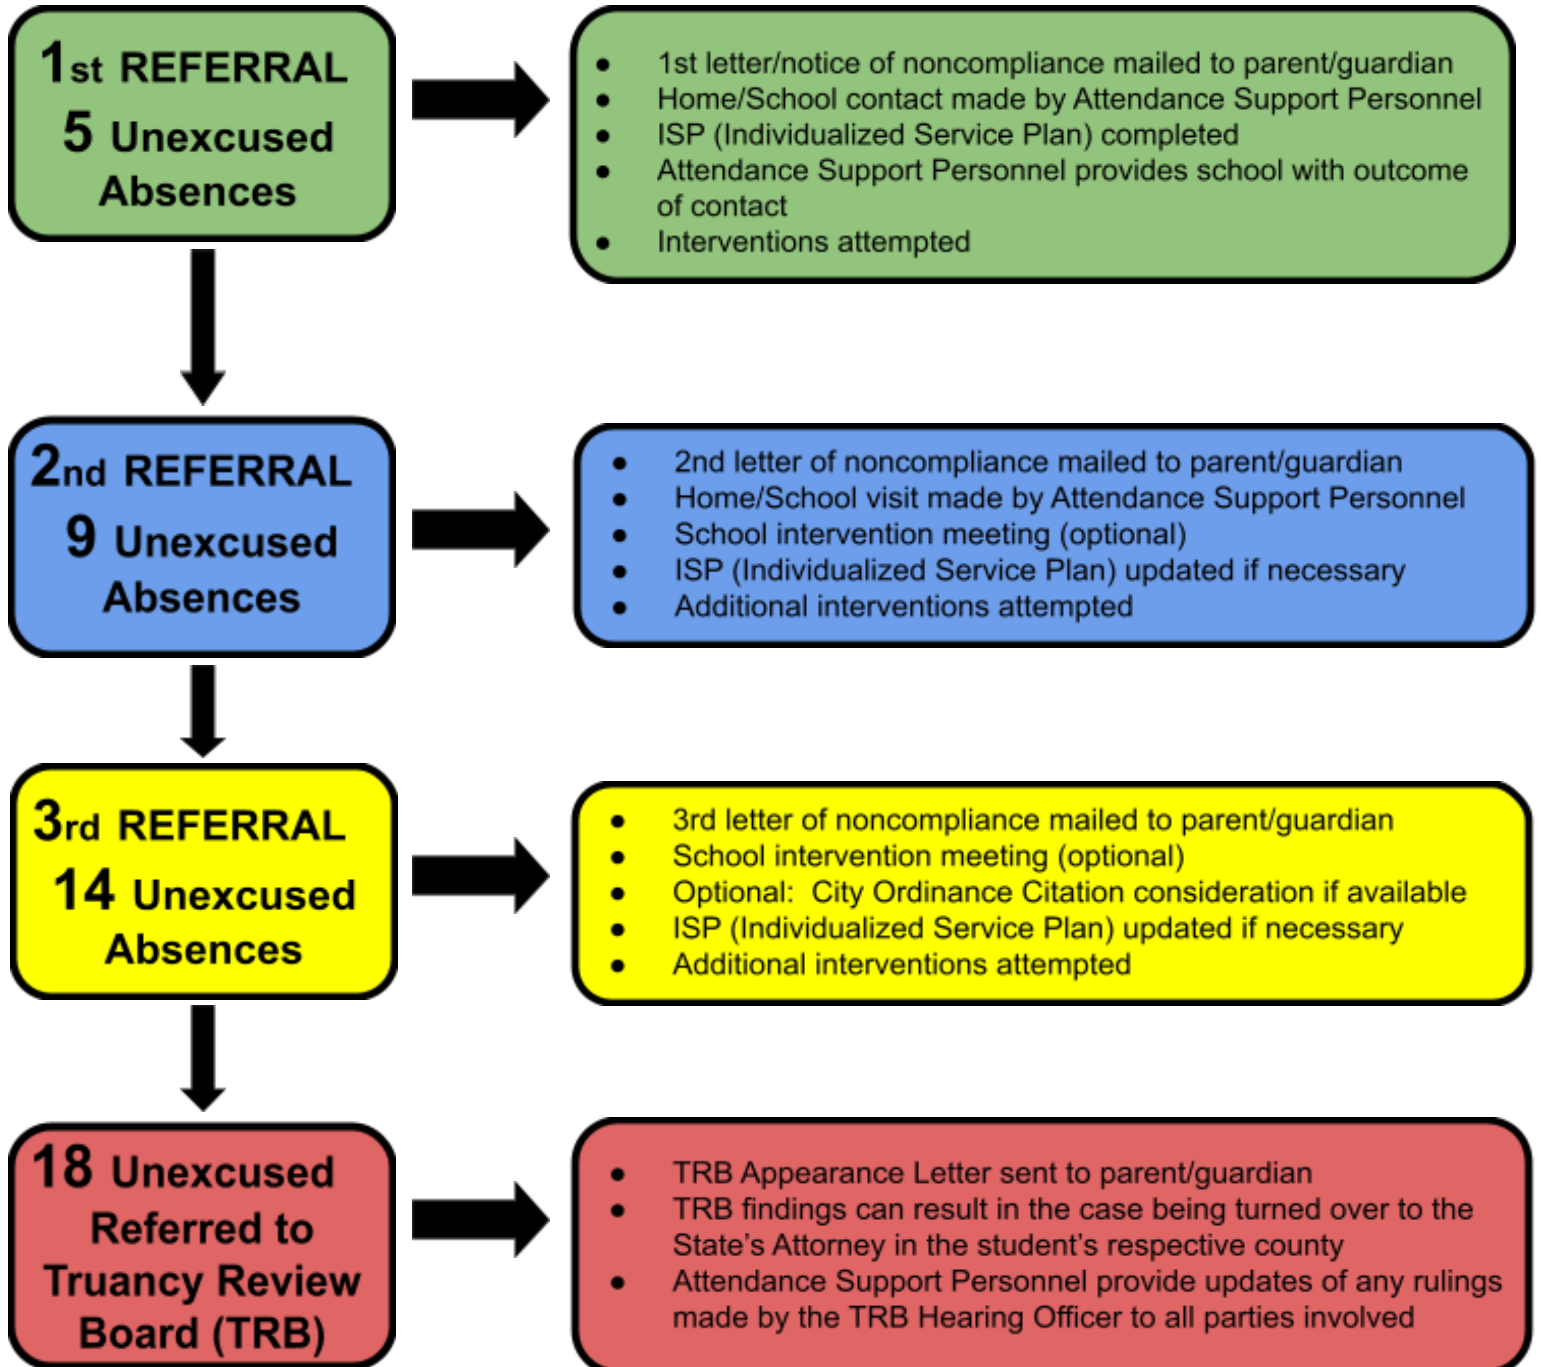 1st REFERRAL
5 Unexcused
Absences
● 1st letter/notice of noncompliance mailed to parent/guardian
● Home/School contact made by Attendance Support Personnel
● ISP (Individualized Service Plan) completed
● Attendance Support Personnel provides school with outcome
of contact
● Interventions attempted
2nd REFERRAL
9 Unexcused
Absences
● 2nd letter of noncompliance mailed to parent/guardian
● Home/School visit made by Attendance Support Personnel
● School intervention meeting (optional)
● ISP (Individualized Service Plan) updated if necessary
● Additional interventions attempted
3rd REFERRAL
14 Unexcused
Absences
● 3rd letter of noncompliance mailed to parent/guardian
● School intervention meeting (optional)
● Optional: City Ordinance Citation consideration if available
● ISP (Individualized Service Plan) updated if necessary
● Additional interventions attempted
18 Unexcused
Referred to
Truancy Review
Board (TRB)
● TRB Appearance Letter sent to parent/guardian
● TRB findings can result in the case being turned over to the
State’s Attorney in the student’s respective county
● Attendance Support Personnel provide updates of any rulings
made by the TRB Hearing Officer to all parties involved